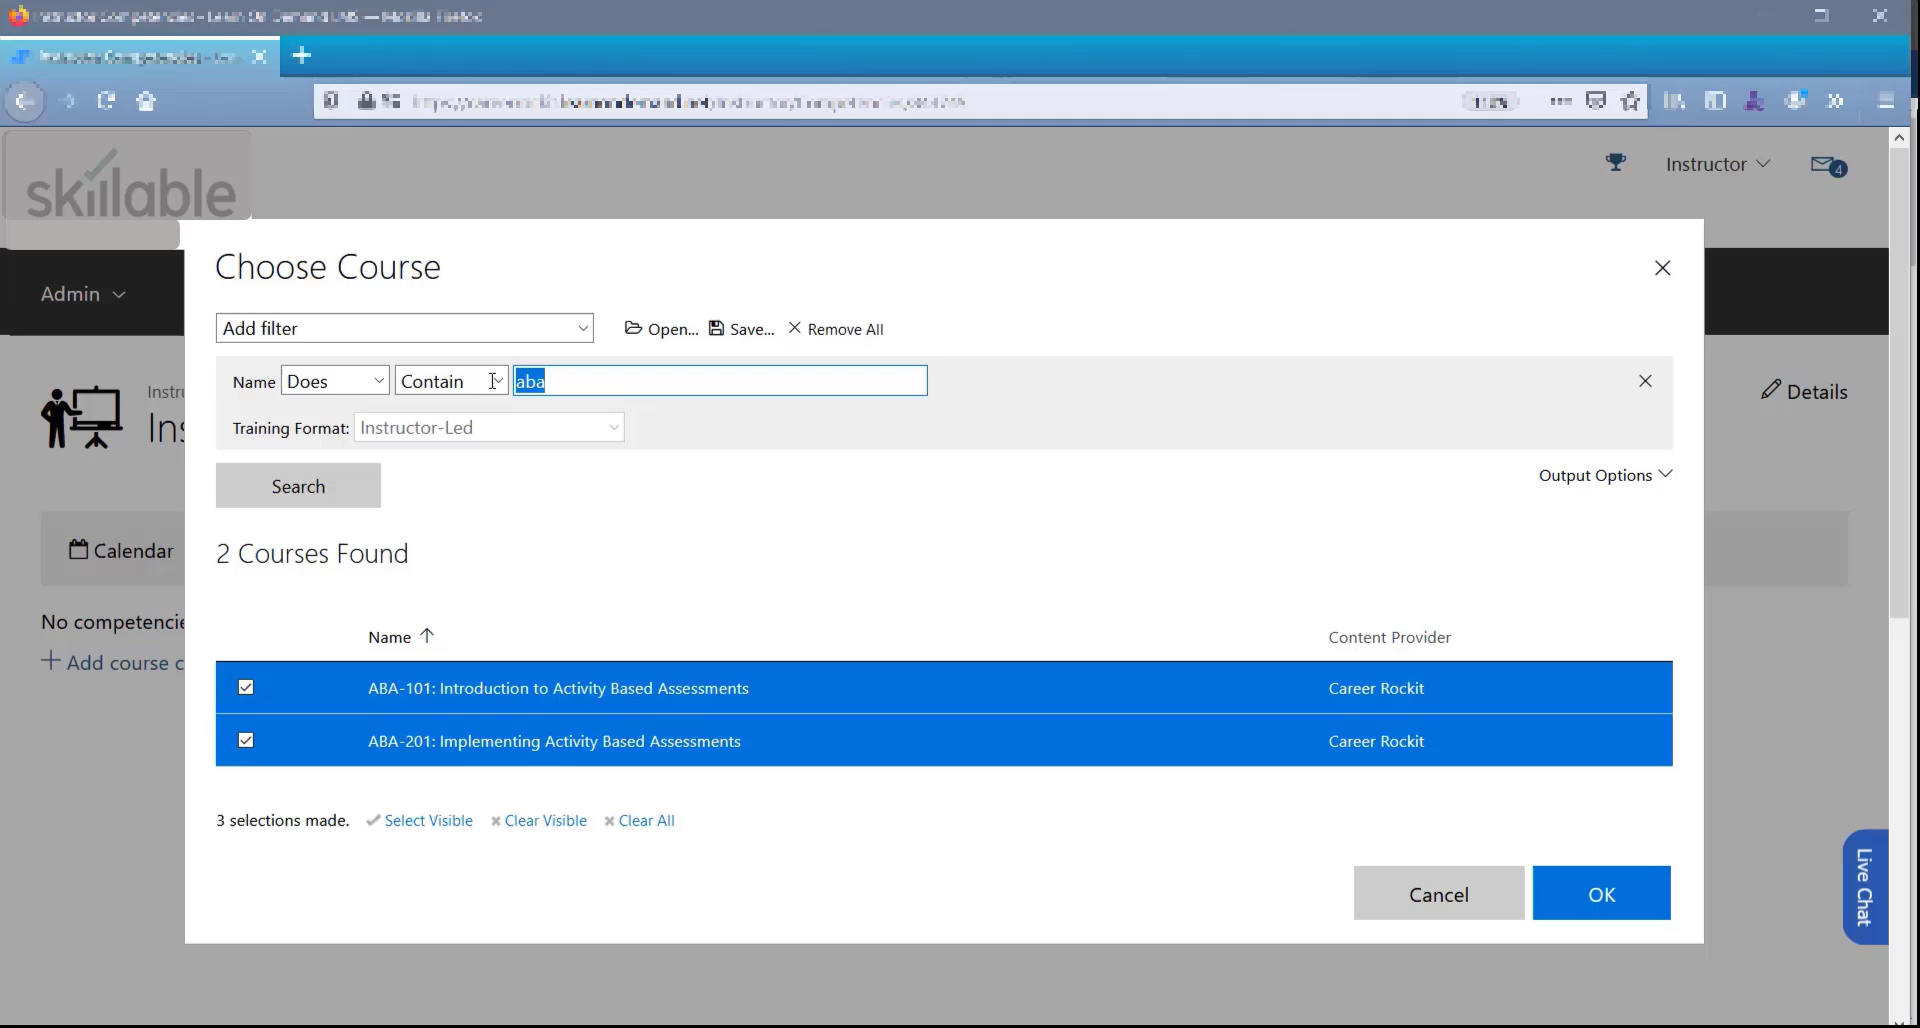 skillable
Instructor
4
Choose Course
Admin
Add filter
Open... Save... Remove All
Name Does Contain aba
Instru
Details
Training Format: Instructor-Led
Ins
Output Options
Search
Calendar
2 Courses Found
No competencie
Name
Content Provider
Add course c
ABA-101: Introduction to Activity Based Assessments Career Rockit
ABA-201: Implementing Activity Based Assessments Career Rockit
3 selections made. Select Visible Clear Visible Clear All
Live Chat
Cancel OK